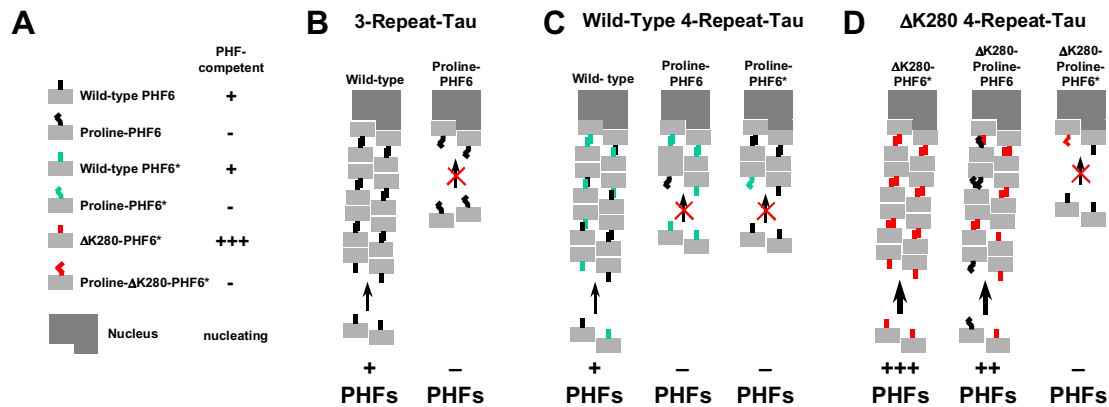 A
PHF-
competent
Wild-type PHF6 +
Proline-PHF6 -
Wild-type PHF6* +
Proline-PHF6* -
ΔK280-PHF6* +++
Proline-ΔK280-PHF6* -
Nucleus nucleating
B 3-Repeat-Tau
Wild-type
Proline-
PHF6
+ –
PHFs PHFs
C Wild-Type 4-Repeat-Tau
Wild- type
Proline-
PHF6
Proline-
PHF6*
+ – –
PHFs PHFs PHFs
D ΔK280 4-Repeat-Tau
ΔK280-
PHF6*
ΔK280-
Proline-
PHF6
ΔK280-
Proline-
PHF6*
+++ ++ –
PHFs PHFs PHFs